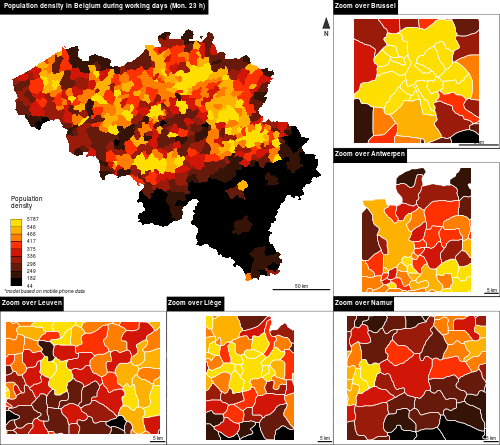 Population density in Belgium during working days (Mon. 23 h)
N
Population
density
5787
546
466
417
375
336
298
249
182
44
*model based on mobile phone data
50 km
Zoom over Brussel
Zoom over Antwerpen
5 km
Zoom over Leuven
5 km
Zoom over Liège
5 km
Zoom over Namur
5 km